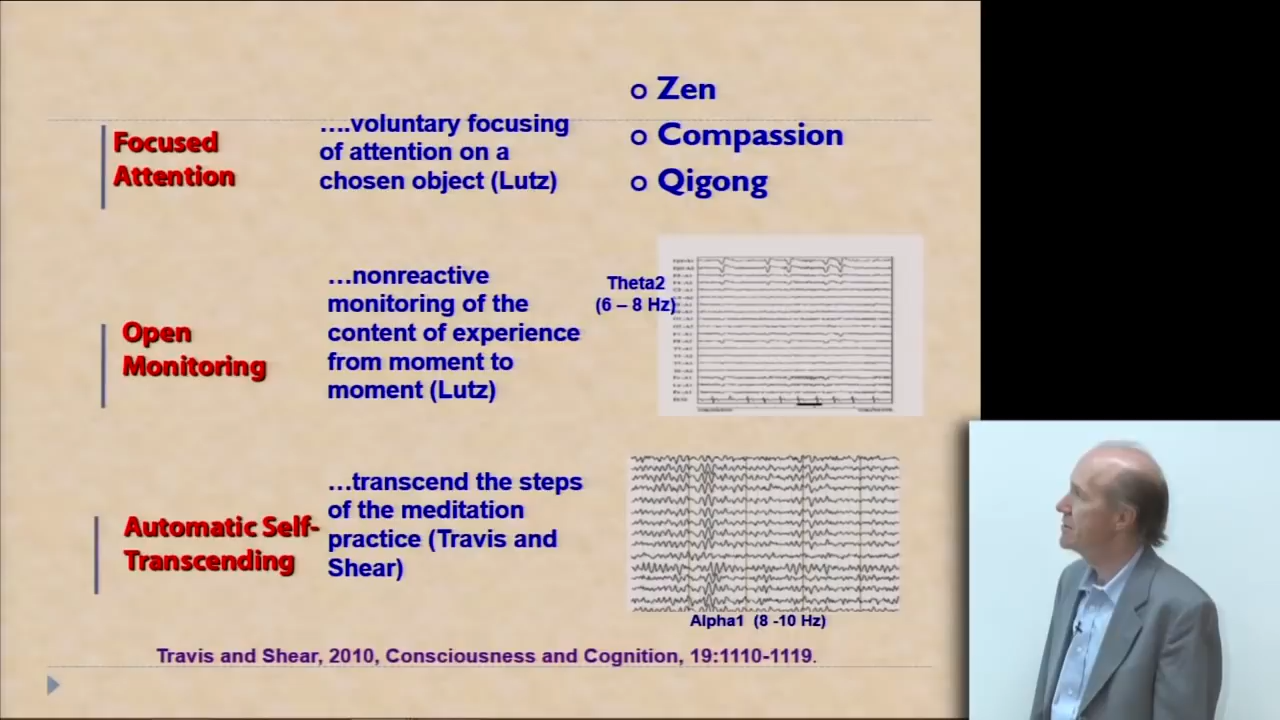 Focused
Attention
….voluntary focusing
of attention on a
chosen object (Lutz)
o Zen
o Compassion
o Qigong
Open
Monitoring
…nonreactive
monitoring of the
content of experience
from moment to
moment (Lutz)
Theta2
(6 – 8 Hz)
Automatic Self-
Transcending
…transcend the steps
of the meditation
practice (Travis and
Shear)
Alpha1 (8 -10 Hz)
Travis and Shear, 2010, Consciousness and Cognition, 19:1110-1119.